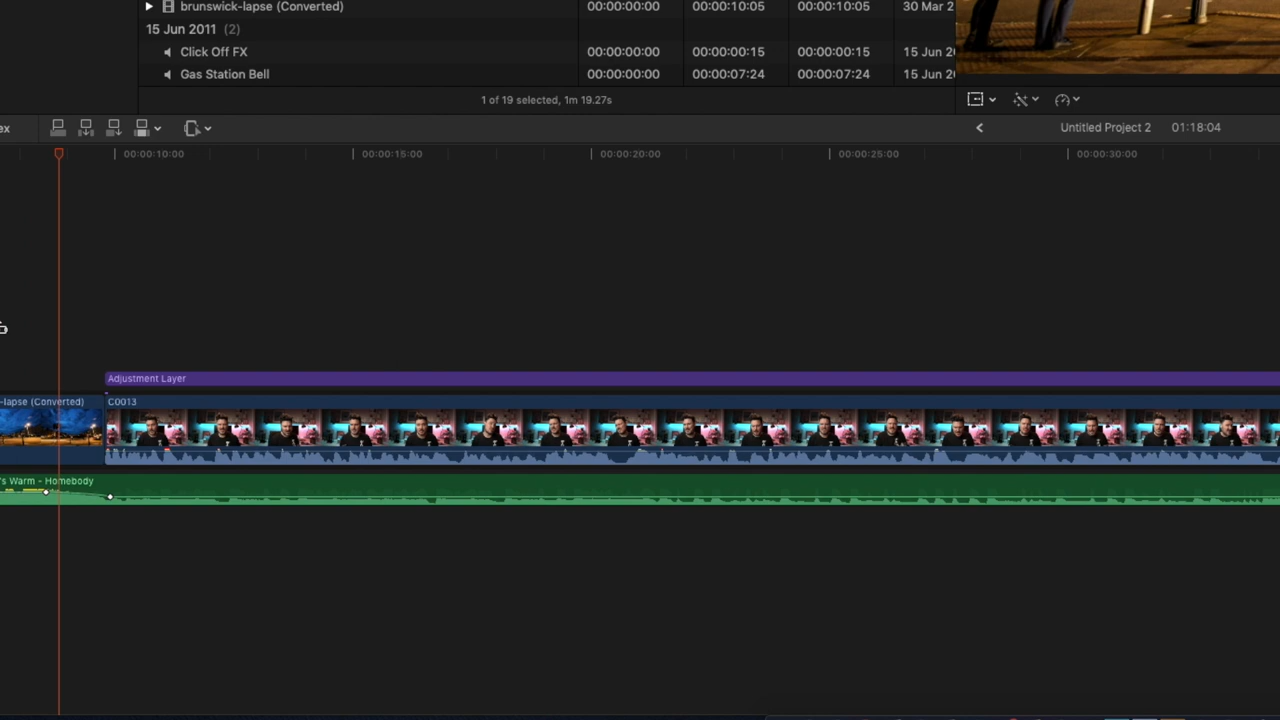 brunswick-lapse (Converted) 00:00:00:00 00:00:10:05 00:00:10:05 30 Mar 2
15 Jun 2011 (2)
Click Off FX 00:00:00:00 00:00:00:15 00:00:00:15 15 Jun 20
Gas Station Bell 00:00:00:00 00:00:07:24 00:00:07:24 15 Jun 20
1 of 19 selected, 1m 19.27s
ex Untitled Project 2 01:18:04
00:00:10:00 00:00:15:00 00:00:20:00 00:00:25:00 00:00:30:00
Adjustment Layer
-lapse (Converted) C0013
's Warm - Homebody